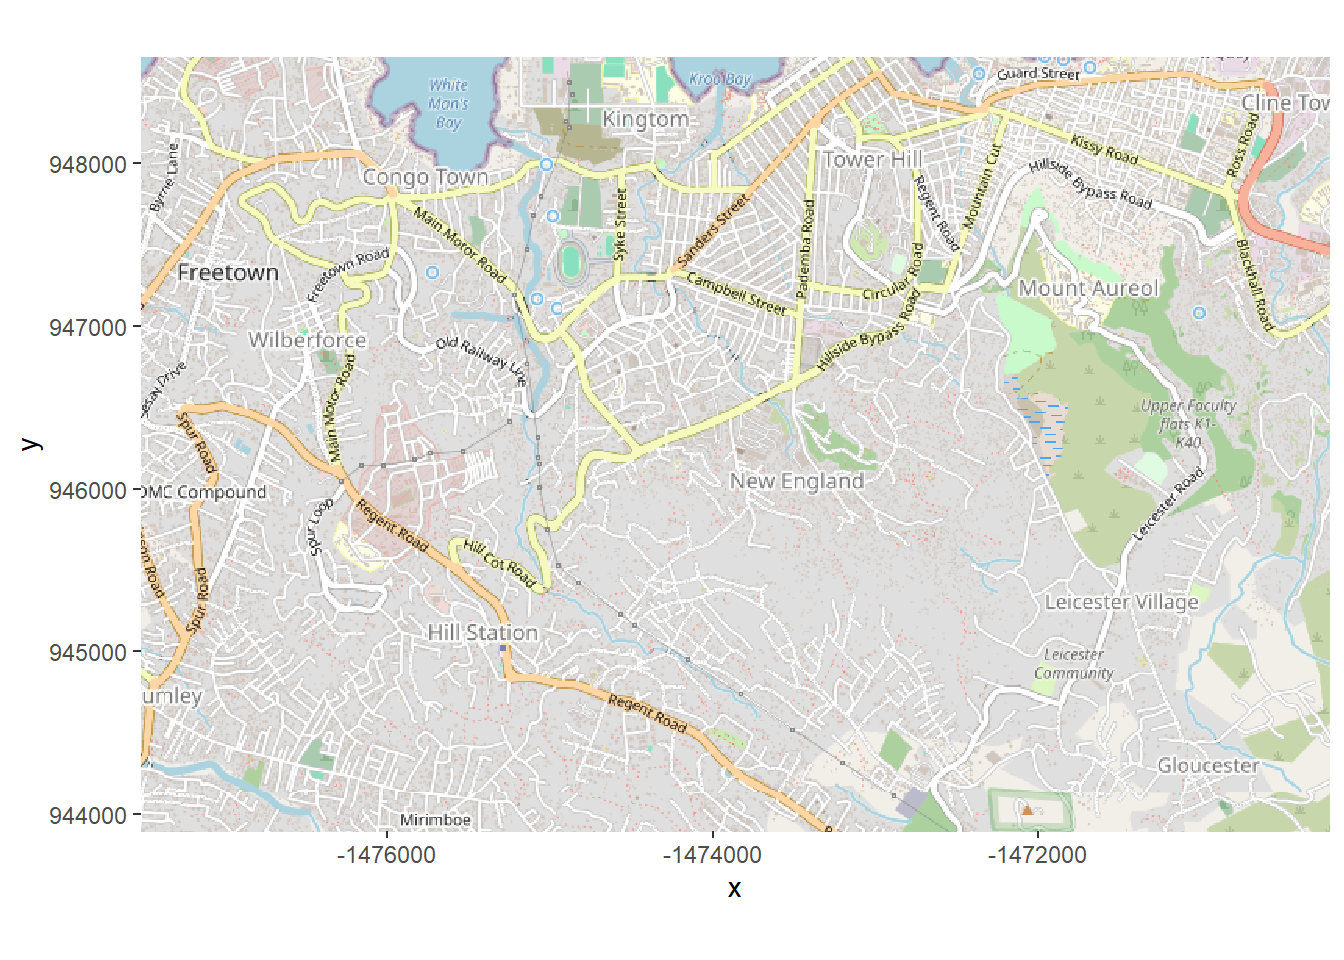 Guard Street
White
Man's
Bay
Kroo Bay
Kingtom
Cline Tow
Byrne Lane
Tower Hill
Kissy Road
Ross Road
948000
Congo Town
Hillside Bypass Road
Mountain Cut
Regent Road
Syke Street
Sanders Street
Main Motor Road
Pademba Road
Freetown
Freetown Road
Circular Road
Campbell Street
Mount Aureol
Backhall Road
947000
Wilberforce
Old Railway Line
Hillside Bypass Road
esay Drive
Main Motor Road
Upper Faculty
flats K1-
K40
Spur Road
y
New England
946000
OMC Compound
Regent Road
Spur Loop
Leicester Road
Hill Cot Road
son Road
Spur Road
Leicester Village
Hill Station
945000
Leicester
Community
umley
Regent Road
Gloucester
944000
Mirimboe
-1476000
-1474000
-1472000
x